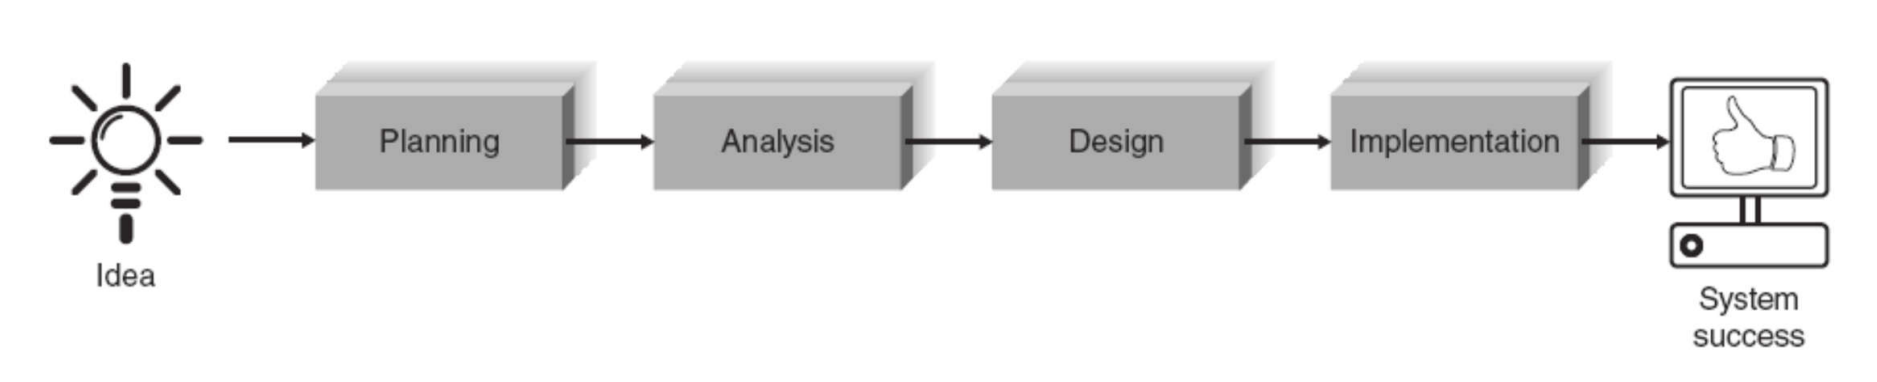 Planning
Analysis
Design
Implementation
Idea
System
success